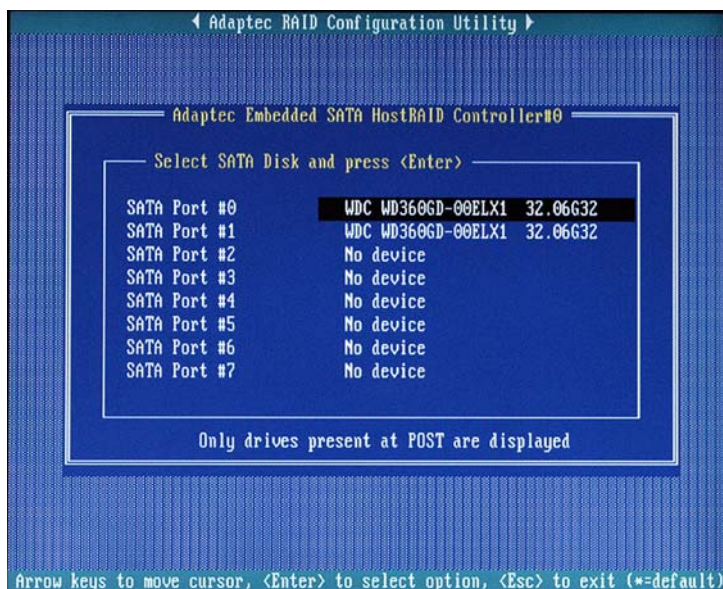 Adaptec RAID Configuration Utility
Adaptec Embedded SATA HostRAID Controller#0
Select SATA Disk and press <Enter>
SATA Port #0 WDC WD360GD-00ELX1 32.06G32
SATA Port #1 WDC WD360GD-00ELX1 32.06G32
SATA Port #2 No device
SATA Port #3 No device
SATA Port #4 No device
SATA Port #5 No device
SATA Port #6 No device
SATA Port #7 No device
Only drives present at POST are displayed
Arrow keys to move cursor, <Enter> to select option, <Esc> to exit (*=default)